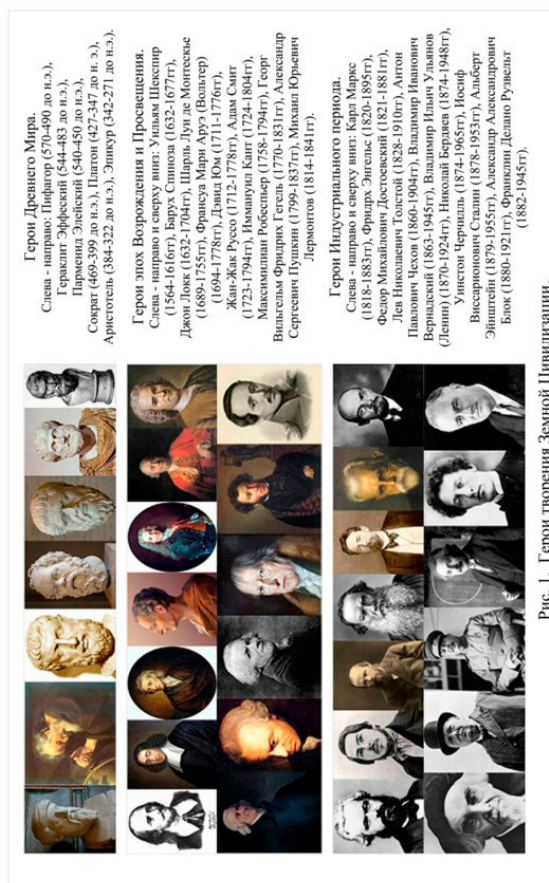 Герои Древнего Мира.
Слева - направо: Пифагор (570-490 до н.э.),
Гераклит Эфесский (544-483 до н.э.),
Парменид Элейский (540-450 до н.э.),
Сократ (469-399 до н.э.), Платон (427-347 до н. э.),
Аристотель (384-322 до н.э.), Эпикур (342-271 до н.э.).
Герои эпох Возрождения и Просвещения.
Слева - направо и сверху вниз: Уильям Шекспир
(1564-1616гг), Барух Спиноза (1632-1677гг)
Джон Локк (1632-1704гг), Шарль Луи де Монтескье
(1689-1755гг), Франсуа Мари Аруэ (Вольтер)
(1694-1778гг), Дэвид Юм (1711-1776гг),
Жан-Жак Руссо (1712-1778гг), Адам Смит
(1723-1794гг), Иммануил Кант (1724-1804гг),
Максимилиан Робеспьер (1758-1794гг), Георг
Вильгельм Фридрих Гегель (1770-1831гг), Александр
Сергеевич Пушкин (1799-1837гг), Михаил Юрьевич
Лермонтов (1814-1841гг).
Герои Индустриального периода.
Слева - направо и сверху вниз: Карл Маркс
(1818-1883гг), Фридрх Энгельс (1820-1895гг),
Федор Михайлович Достоевский (1821-1881гг),
Лев Николаевич Толстой (1828-1910гг), Антон
Павлович Чехов (1860-1904гг), Владимир Иванович
Вернадский (1863-1945гг), Владимир Ильич Ульянов
(Ленин) (1870-1924гг), Николай Бердяев (1874-1948гг),
Уинстон Черчилль (1874-1965гг), Иосиф
Виссарионович Сталин (1878-1953гг), Альберт
Эйнштейн (1879-1955гг), Александр Александрович
Блок (1880-1921гг), Франклин Делано Рузвельт
(1882-1945гг).
Рис. 1. Герои творения Земной Цивилизации.